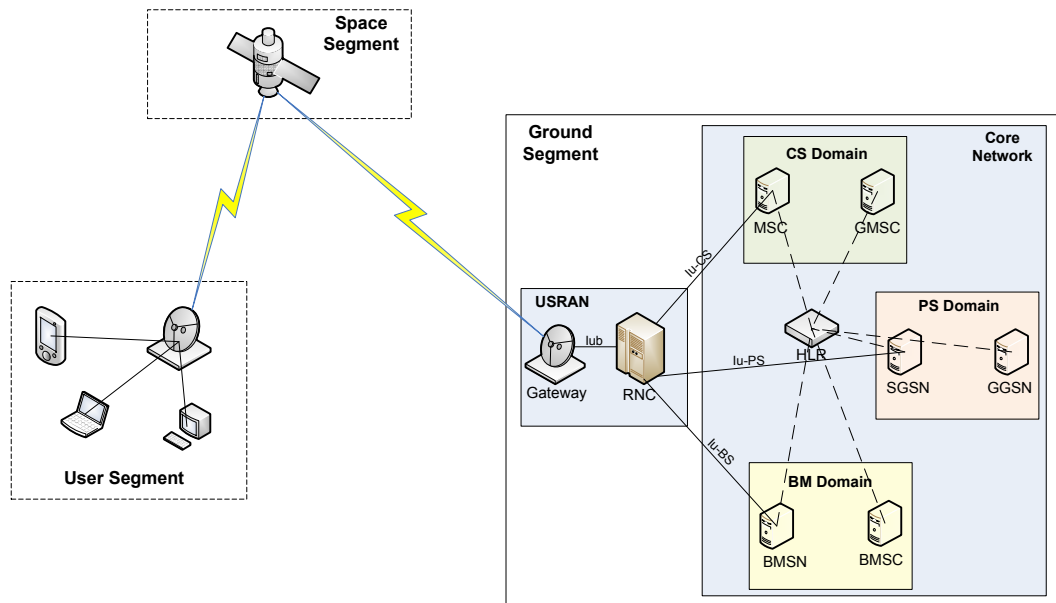 Space
Segment
Ground
Segment
Core
Network
CS Domain
MSC
GMSC
Iu-CS
USRAN
PS Domain
Iub
HLR
Iu-PS
Gateway
RNC
SGSN
GGSN
Iu-BS
User Segment
BM Domain
BMSN
BMSC